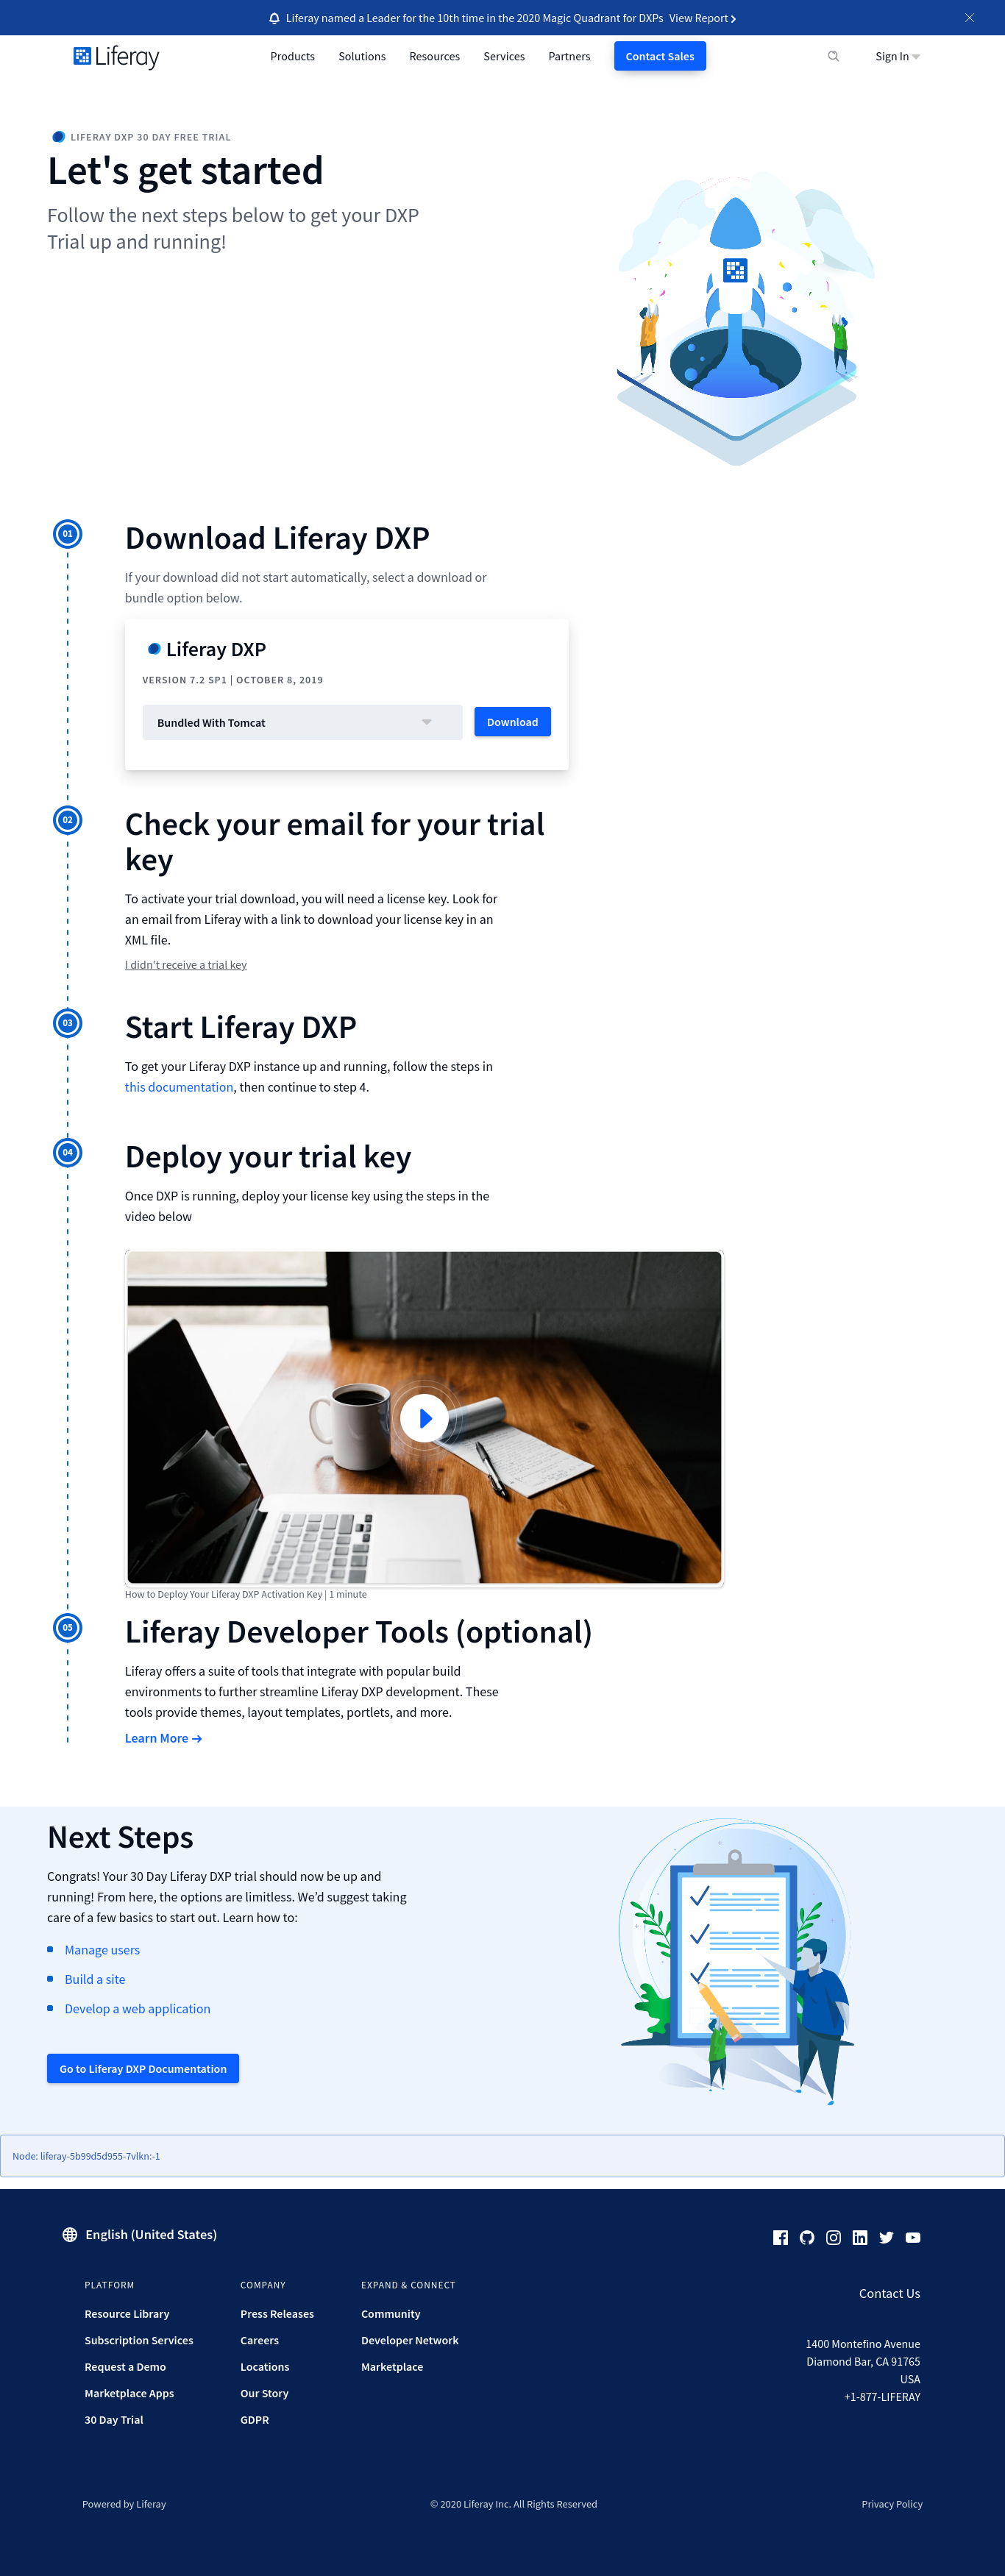 Liferay named a Leader for the 10th time in the 2020 Magic Quadrant for DXPs View Report
Liferay
Products Solutions Resources Services Partners Contact Sales Sign In
LIFERAY DXP 30 DAY FREE TRIAL
Let's get started
Follow the next steps below to get your DXP
Trial up and running!
01
Download Liferay DXP
If your download did not start automatically, select a download or
bundle option below.
Liferay DXP
VERSION 7.2 SP1 | OCTOBER 8, 2019
Bundled With Tomcat
Download
02
Check your email for your trial
key
To activate your trial download, you will need a license key. Look for
an email from Liferay with a link to download your license key in an
XML file.
I didn't receive a trial key
03
Start Liferay DXP
To get your Liferay DXP instance up and running, follow the steps in
this documentation, then continue to step 4.
04
Deploy your trial key
Once DXP is running, deploy your license key using the steps in the
video below
How to Deploy Your Liferay DXP Activation Key | 1 minute
05
Liferay Developer Tools (optional)
Liferay offers a suite of tools that integrate with popular build
environments to further streamline Liferay DXP development. These
tools provide themes, layout templates, portlets, and more.
Learn More →
Next Steps
Congrats! Your 30 Day Liferay DXP trial should now be up and
running! From here, the options are limitless. We'd suggest taking
care of a few basics to start out. Learn how to:
Manage users
Build a site
Develop a web application
Go to Liferay DXP Documentation
Node: liferay-5b99d5d955-7vlkn:-1
English (United States)
PLATFORM
Resource Library
Subscription Services
Request a Demo
Marketplace Apps
30 Day Trial
COMPANY
Press Releases
Careers
Locations
Our Story
GDPR
EXPAND & CONNECT
Community
Developer Network
Marketplace
Contact Us
1400 Montefino Avenue
Diamond Bar, CA 91765
USA
+1-877-LIFERAY
Powered by Liferay
© 2020 Liferay Inc. All Rights Reserved
Privacy Policy